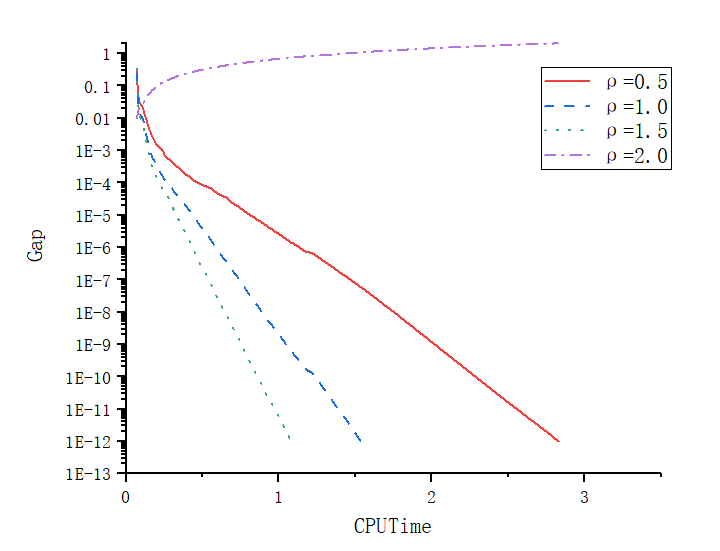 1
0.1
0.01
1E-3
1E-4
1E-5
1E-6
1E-7
1E-8
1E-9
1E-10
1E-11
1E-12
1E-13
Gap
0 1 2 3
CPUTime
ρ=0.5
ρ=1.0
ρ=1.5
ρ=2.0